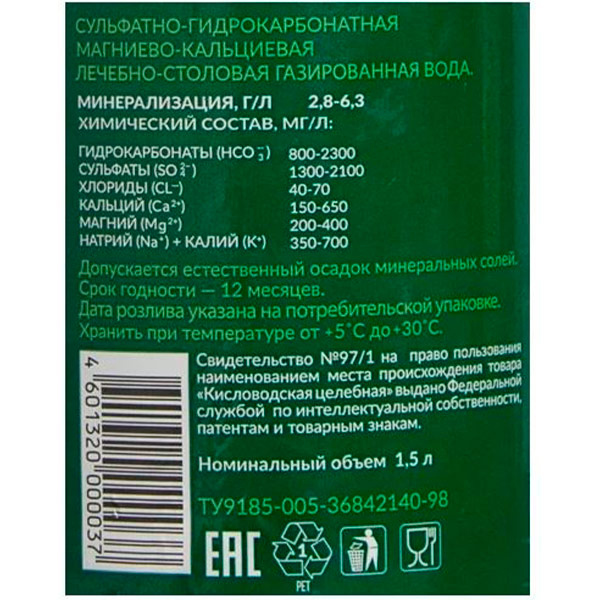 СУЛЬФАТНО-ГИДРОКАРБОНАТНАЯ
МАГНИЕВО-КАЛЬЦИЕВАЯ
ЛЕЧЕБНО-СТОЛОВАЯ ГАЗИРОВАННАЯ ВОДА.
МИНЕРАЛИЗАЦИЯ, Г/Л 2,8-6,3
ХИМИЧЕСКИЙ СОСТАВ, МГ/Л:
ГИДРОКАРБОНАТЫ (HCO₃⁻) 800-2300
СУЛЬФАТЫ (SO₄²⁻) 1300-2100
ХЛОРИДЫ (CL⁻) 40-70
КАЛЬЦИЙ (Ca²⁺) 150-650
МАГНИЙ (Mg²⁺) 200-400
НАТРИЙ (Na⁺) + КАЛИЙ (K⁺) 350-700
Допускается естественный осадок минеральных солей.
Срок годности — 12 месяцев.
Дата розлива указана на потребительской упаковке.
Хранить при температуре от +5˚C до +30˚C.
Свидетельство №97/1 на право пользования
наименованием места происхождения товара
«Кисловодская целебная» выдано Федеральной
службой по интеллектуальной собственности,
патентам и товарным знакам.
Номинальный объем 1,5 л
ТУ9185-005-36842140-98
4 601320 000037
EAC
1
PET